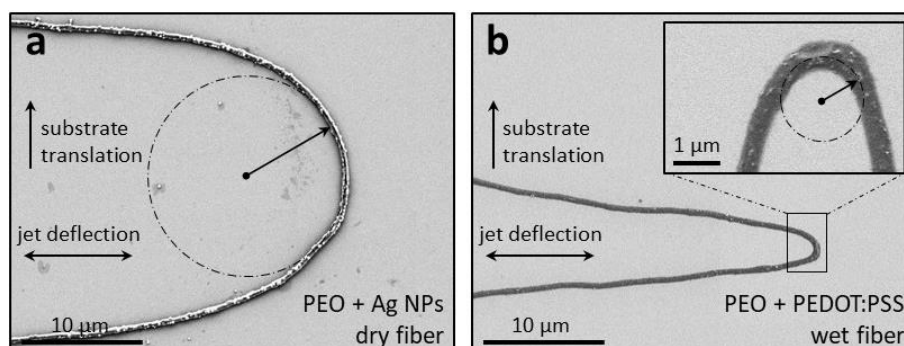 a
substrate
translation
jet deflection
10 µm
PEO + Ag NPs
dry fiber
b
substrate
translation
jet deflection
10 µm
1 µm
PEO + PEDOT:PSS
wet fiber